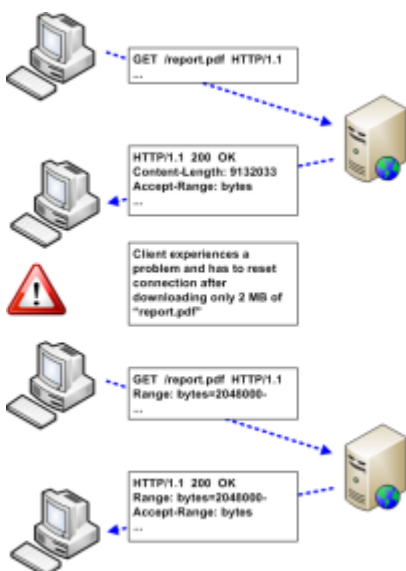 GET /report.pdf HTTP/1.1
...
HTTP/1.1 200 OK
Content-Length: 9132033
Accept-Range: bytes
...
Client experiences a
problem and has to reset
connection after
downloading only 2 MB of
"report.pdf"
GET /report.pdf HTTP/1.1
Range: bytes=2048000-
...
HTTP/1.1 200 OK
Range: bytes=2048000-
Accept-Range: bytes
...